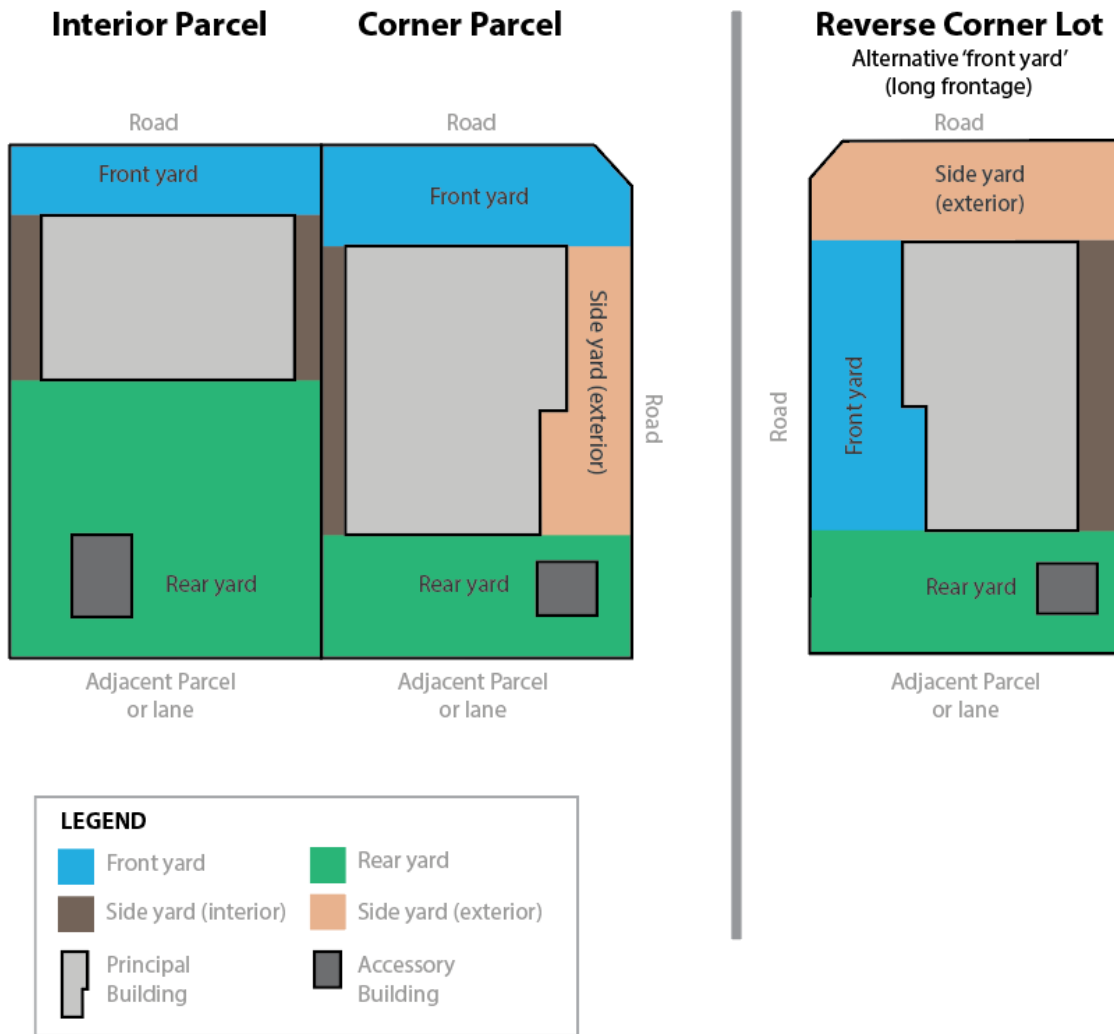 Interior Parcel
Corner Parcel
Reverse Corner Lot
Alternative ‘front yard’
(long frontage)
Road
Road
Road
Front yard
Front yard
Side yard
(exterior)
Side yard (exterior)
Road
Road
Front yard
Rear yard
Rear yard
Rear yard
Adjacent Parcel
or lane
Adjacent Parcel
or lane
Adjacent Parcel
or lane
LEGEND
Front yard
Rear yard
Side yard (interior)
Side yard (exterior)
Principal
Building
Accessory
Building